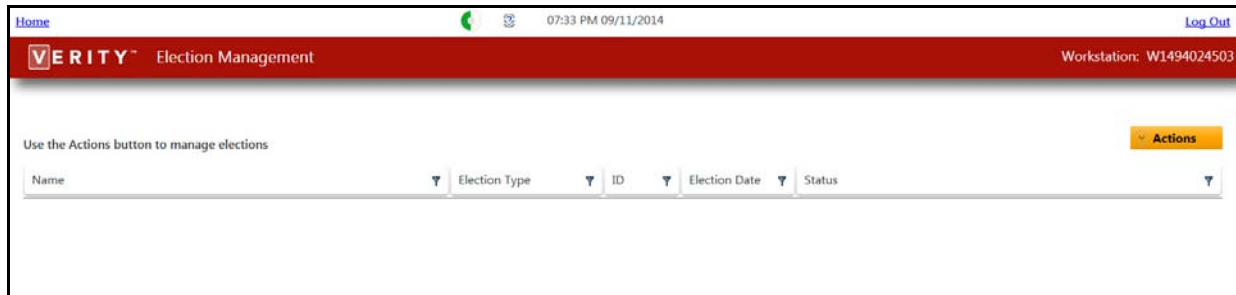 Home 07:33 PM 09/11/2014 Log Out
VERITY™ Election Management Workstation: W1494024503
Use the Actions button to manage elections Actions
Name Election Type ID Election Date Status